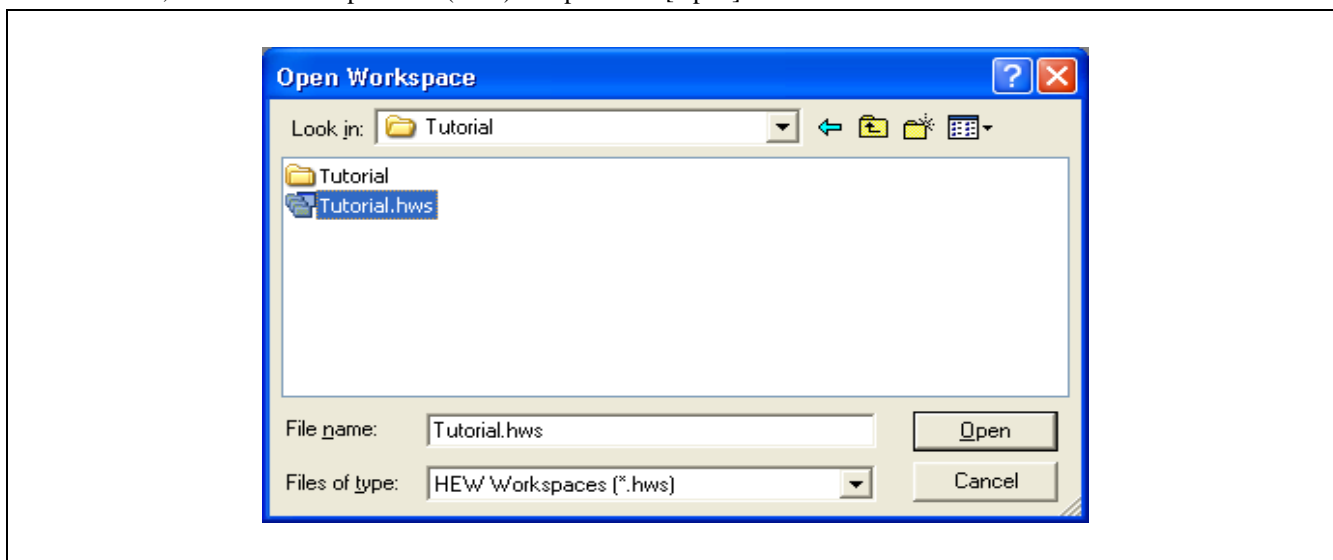 Open Workspace
Look in: Tutorial
Tutorial
Tutorial.hws
File name: Tutorial.hws Open
Files of type: HEW Workspaces (*.hws) Cancel